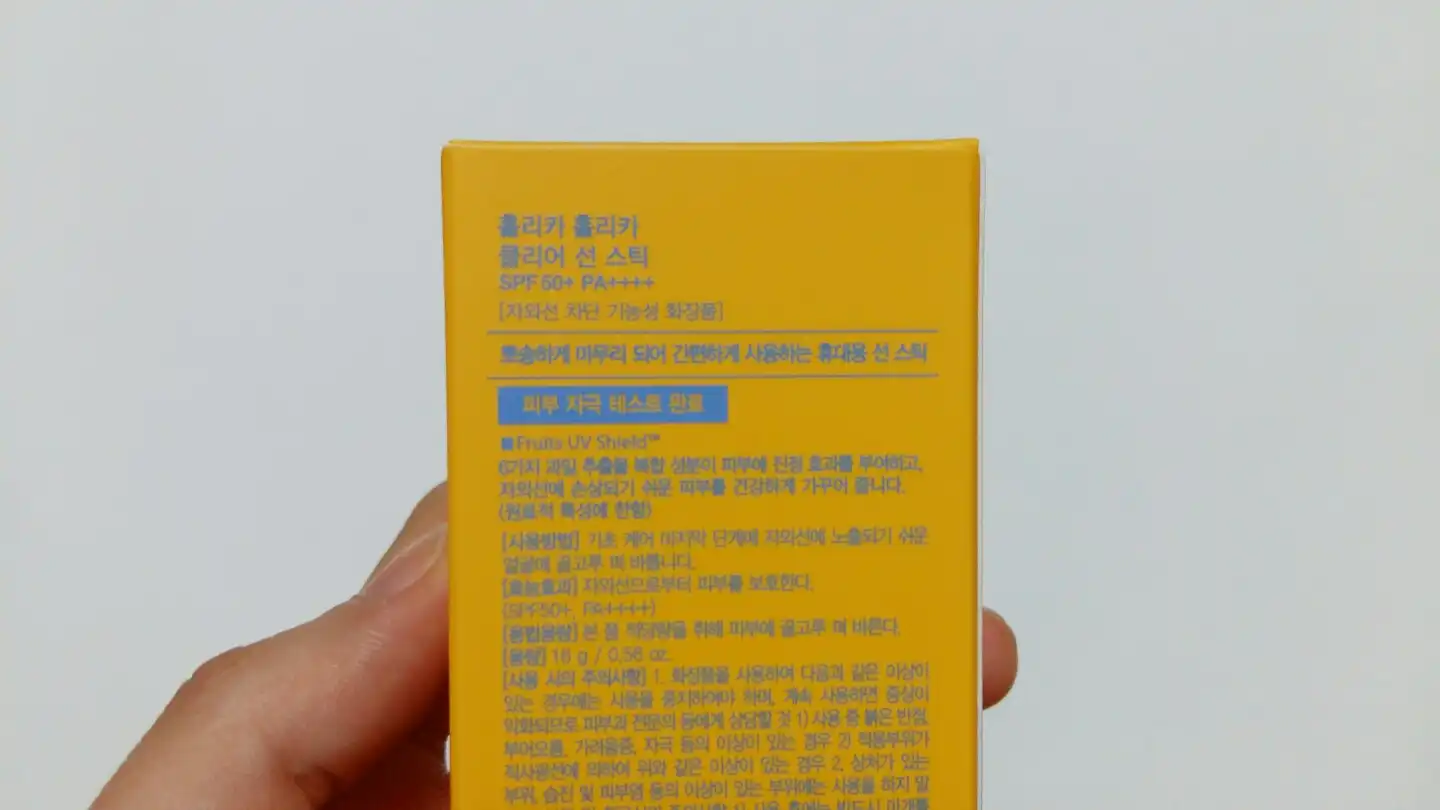 홀리카 홀리카
클리어 선 스틱
SPF 50+ PA++++
[자외선 차단 기능성 화장품]
뽀송하게 마무리 되어 간편하게 사용하는 휴대용 선 스틱
피부 자극 테스트 완료
■Fruits UV Shield™
6가지 과일 추출물 복합 성분이 피부에 진정 효과를 부여하고,
자외선에 손상되기 쉬운 피부를 건강하게 가꾸어 줍니다.
(원료적 특성에 한함)
[사용방법] 기초 케어 마지막 단계에 자외선에 노출되기 쉬운
얼굴에 골고루 펴 바릅니다.
[효능효과] 자외선으로부터 피부를 보호한다.
(SPF50+, PA++++)
[용법용량] 본 품 적당량을 취해 피부에 골고루 펴 바른다.
[용량] 16 g / 0.56 oz.
[사용 시의 주의사항] 1. 화장품을 사용하여 다음과 같은 이상이
있는 경우에는 사용을 중지하여야 하며, 계속 사용하면 증상이
악화되므로 피부과 전문의 등에게 상담할 것 1) 사용 중 붉은 반점,
부어오름, 가려움증, 자극 등의 이상이 있는 경우 2) 적용부위가
직사광선에 의하여 위와 같은 이상이 있는 경우 2. 상처가 있는
부위, 습진 및 피부염 등의 이상이 있는 부위에는 사용을 하지 말
사용 후에는 반드시 마개를